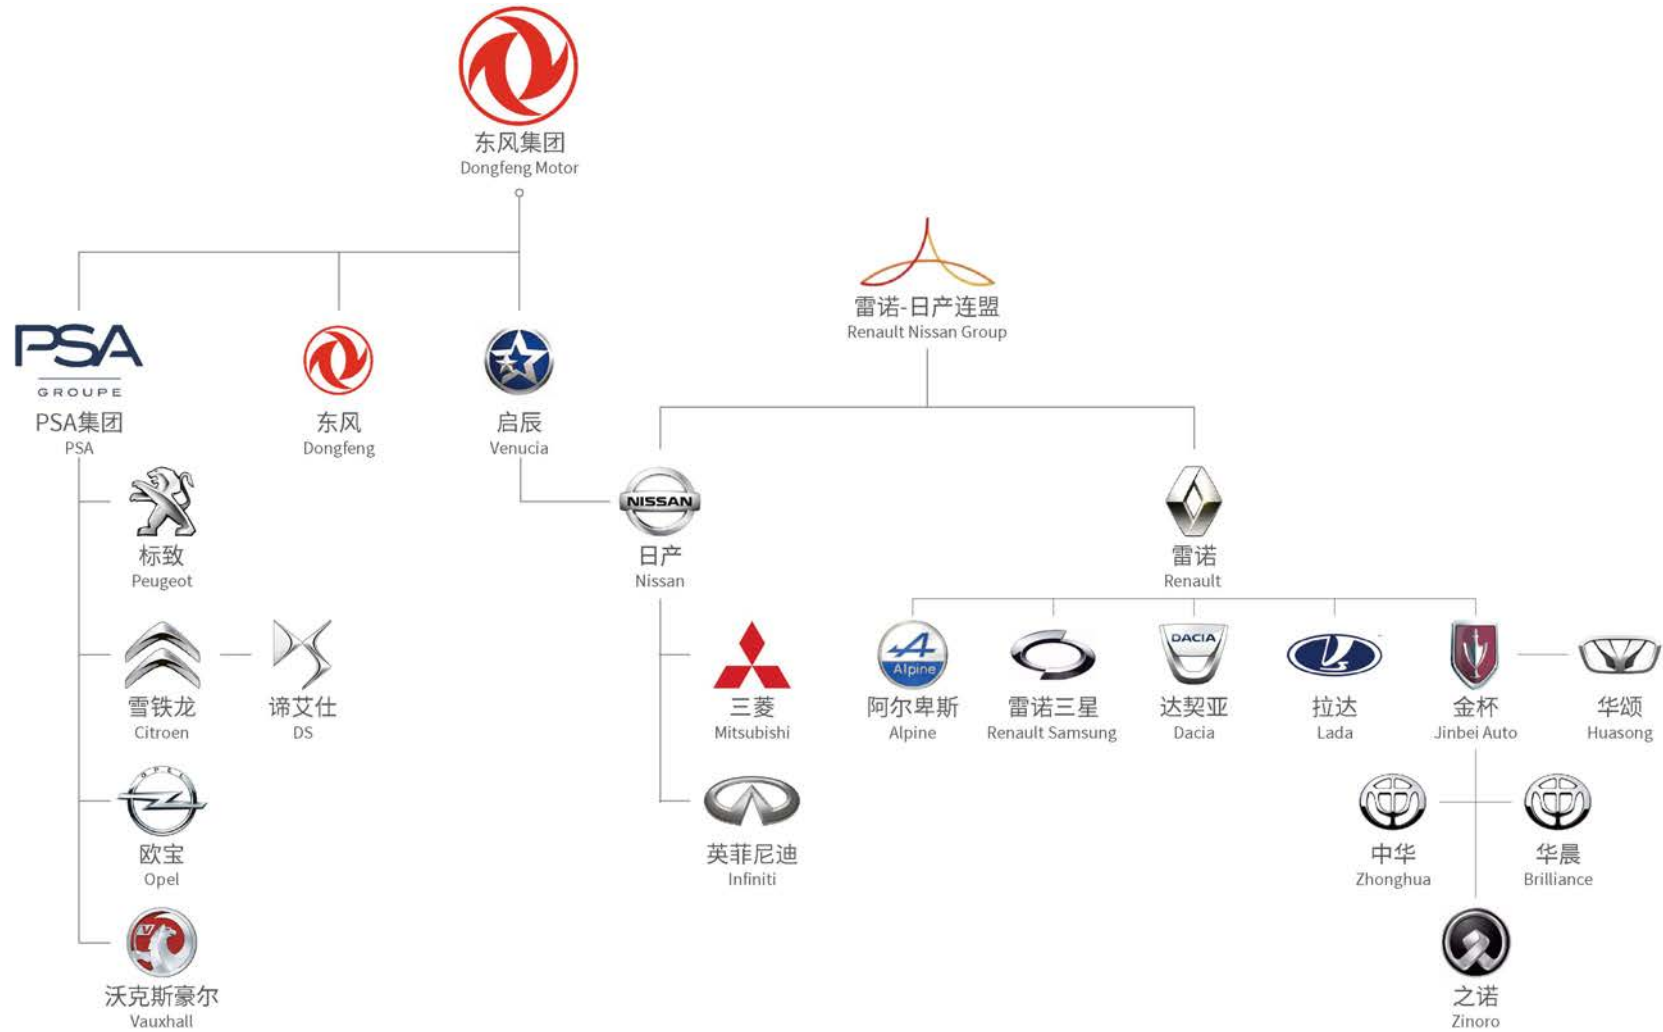 东风集团
Dongfeng Motor
雷诺-日产连盟
Renault Nissan Group
PSA
GROUPE
PSA集团
PSA
东风
Dongfeng
启辰
Venucia
标致
Peugeot
NISSAN
日产
Nissan
雷诺
Renault
雪铁龙
Citroen
谛艾仕
DS
三菱
Mitsubishi
Alpine
阿尔卑斯
Alpine
雷诺三星
Renault Samsung
DACIA
达契亚
Dacia
拉达
Lada
金杯
Jinbei Auto
华颂
Huasong
OPEL
欧宝
Opel
英菲尼迪
Infiniti
中华
Zhonghua
华晨
Brilliance
V
沃克斯豪尔
Vauxhall
之诺
Zinoro